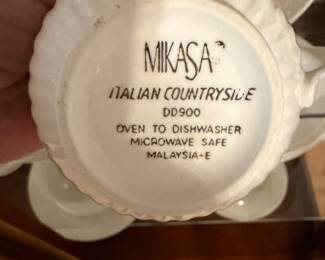 MIKASA
ITALIAN COUNTRYSIDE
DD900
OVEN TO DISHWASHER
MICROWAVE SAFE
MALAYSIA-E